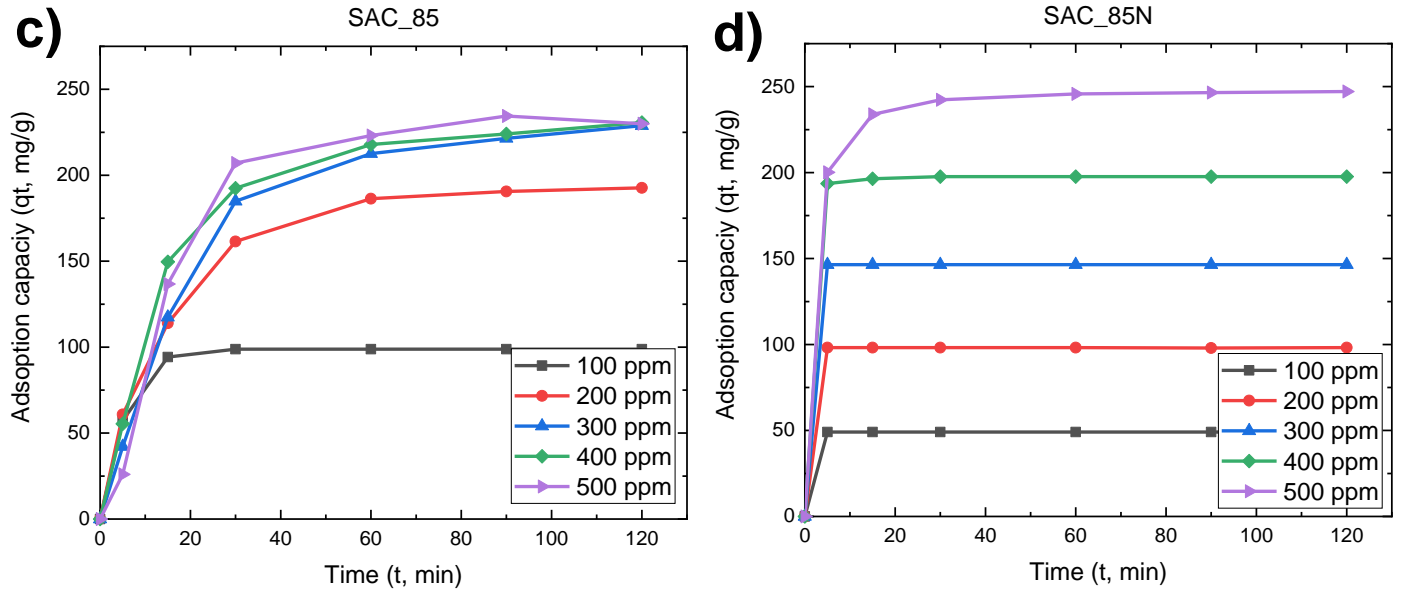 c)
SAC_85
Adsoption capaciy (qt, mg/g)
250
200
150
100
50
0
0 20 40 60 80 100 120
Time (t, min)
100 ppm
200 ppm
300 ppm
400 ppm
500 ppm
d)
SAC_85N
Adsoption capaciy (qt, mg/g)
250
200
150
100
50
0
0 20 40 60 80 100 120
Time (t, min)
100 ppm
200 ppm
300 ppm
400 ppm
500 ppm